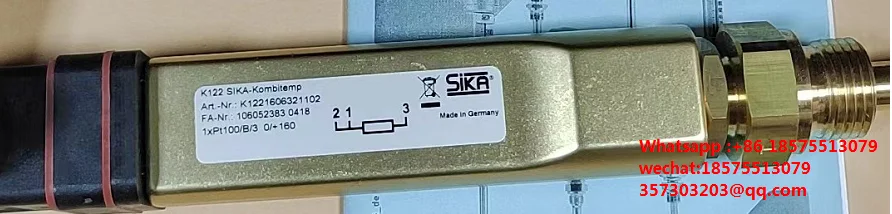 K122 SIKA-Kombitemp
Art.-Nr.: K1221606321102
FA-Nr.: 106052383 0418
1xPt100/B/3 0/+160
2 1 3
SIKA®
Made in Germany
Whatsapp :+86 18575513079
wechat:18575513079
357303203@qq.com